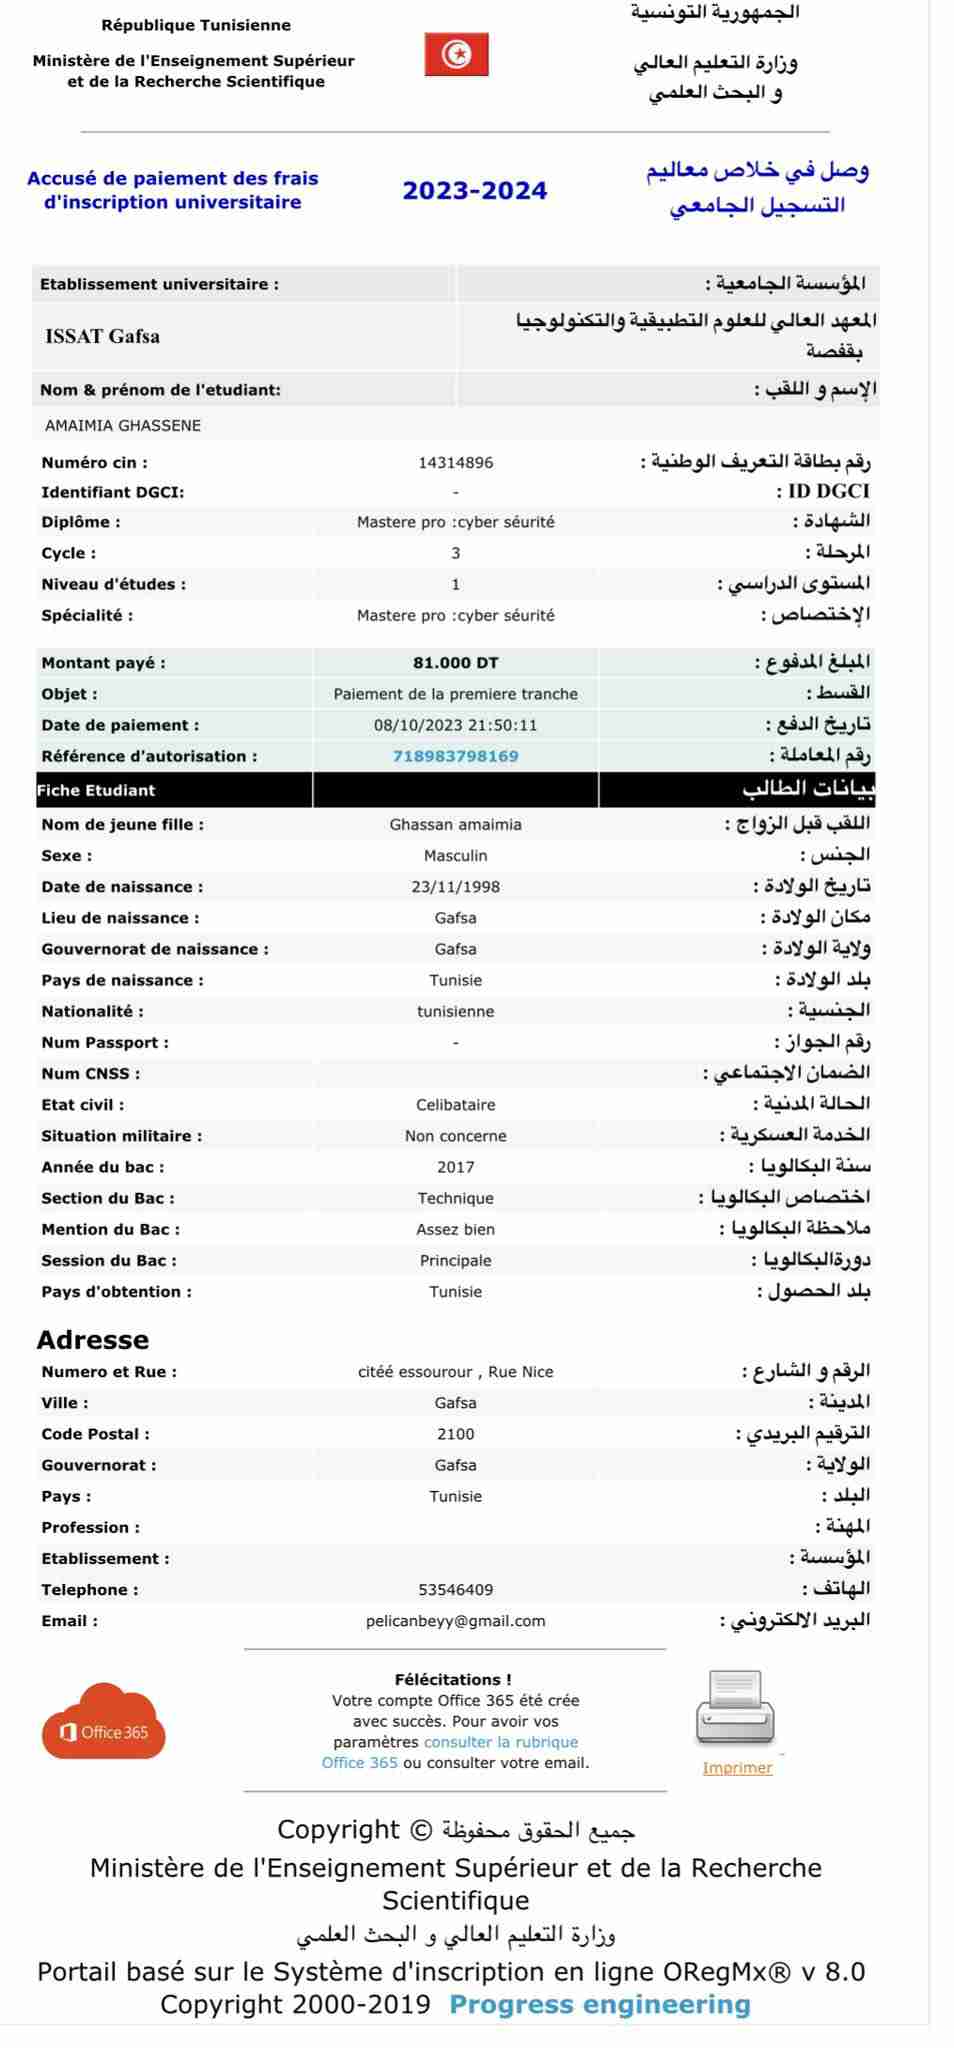 République Tunisienne
Ministère de l'Enseignement Supérieur
et de la Recherche Scientifique
الجمهورية التونسية
وزارة التعليم العالي
و البحث العلمي
Accusé de paiement des frais
d'inscription universitaire
2023-2024
وصل في خلاص معاليم
التسجيل الجامعي
Etablissement universitaire : المؤسسة الجامعية :
ISSAT Gafsa
المعهد العالي للعلوم التطبيقية والتكنولوجيا
بقفصة
Nom & prénom de l'etudiant: الإسم و اللقب :
AMAIMIA GHASSENE
Numéro cin : 14314896 رقم بطاقة التعريف الوطنية :
Identifiant DGCI: - ID DGCI :
Diplôme : Mastere pro :cyber séurité الشهادة :
Cycle : 3 المرحلة :
Niveau d'études : 1 المستوى الدراسي :
Spécialité : Mastere pro :cyber séurité الإختصاص :
Montant payé : 81.000 DT المبلغ المدفوع :
Objet : Paiement de la premiere tranche القسط :
Date de paiement : 08/10/2023 21:50:11 تاريخ الدفع :
Référence d'autorisation : 718983798169 رقم المعاملة :
Fiche Etudiant بيانات الطالب
Nom de jeune fille : Ghassan amaimia اللقب قبل الزواج :
Sexe : Masculin الجنس :
Date de naissance : 23/11/1998 تاريخ الولادة :
Lieu de naissance : Gafsa مكان الولادة :
Gouvernorat de naissance : Gafsa ولاية الولادة :
Pays de naissance : Tunisie بلد الولادة :
Nationalité : tunisienne الجنسية :
Num Passport : - رقم الجواز :
Num CNSS : الضمان الاجتماعي :
Etat civil : Celibataire الحالة المدنية :
Situation militaire : Non concerne الخدمة العسكرية :
Année du bac : 2017 سنة البكالويا :
Section du Bac : Technique اختصاص البكالويا :
Mention du Bac : Assez bien ملاحظة البكالويا :
Session du Bac : Principale دورةالبكالويا :
Pays d'obtention : Tunisie بلد الحصول :
Adresse
Numero et Rue : citéé essourour , Rue Nice الرقم و الشارع :
Ville : Gafsa المدينة :
Code Postal : 2100 الترقيم البريدي :
Gouvernorat : Gafsa الولاية :
Pays : Tunisie البلد :
Profession : المهنة :
Etablissement : المؤسسة :
Telephone : 53546409 الهاتف :
Email : pelicanbeyy@gmail.com البريد الالكتروني :
Office 365
Félécitations !
Votre compte Office 365 été crée
avec succès. Pour avoir vos
paramètres consulter la rubrique
Office 365 ou consulter votre email.
Imprimer
Copyright © جميع الحقوق محفوظة
Ministère de l'Enseignement Supérieur et de la Recherche
Scientifique
وزارة التعليم العالي و البحث العلمي
Portail basé sur le Système d'inscription en ligne ORegMx® v 8.0
Copyright 2000-2019 Progress engineering